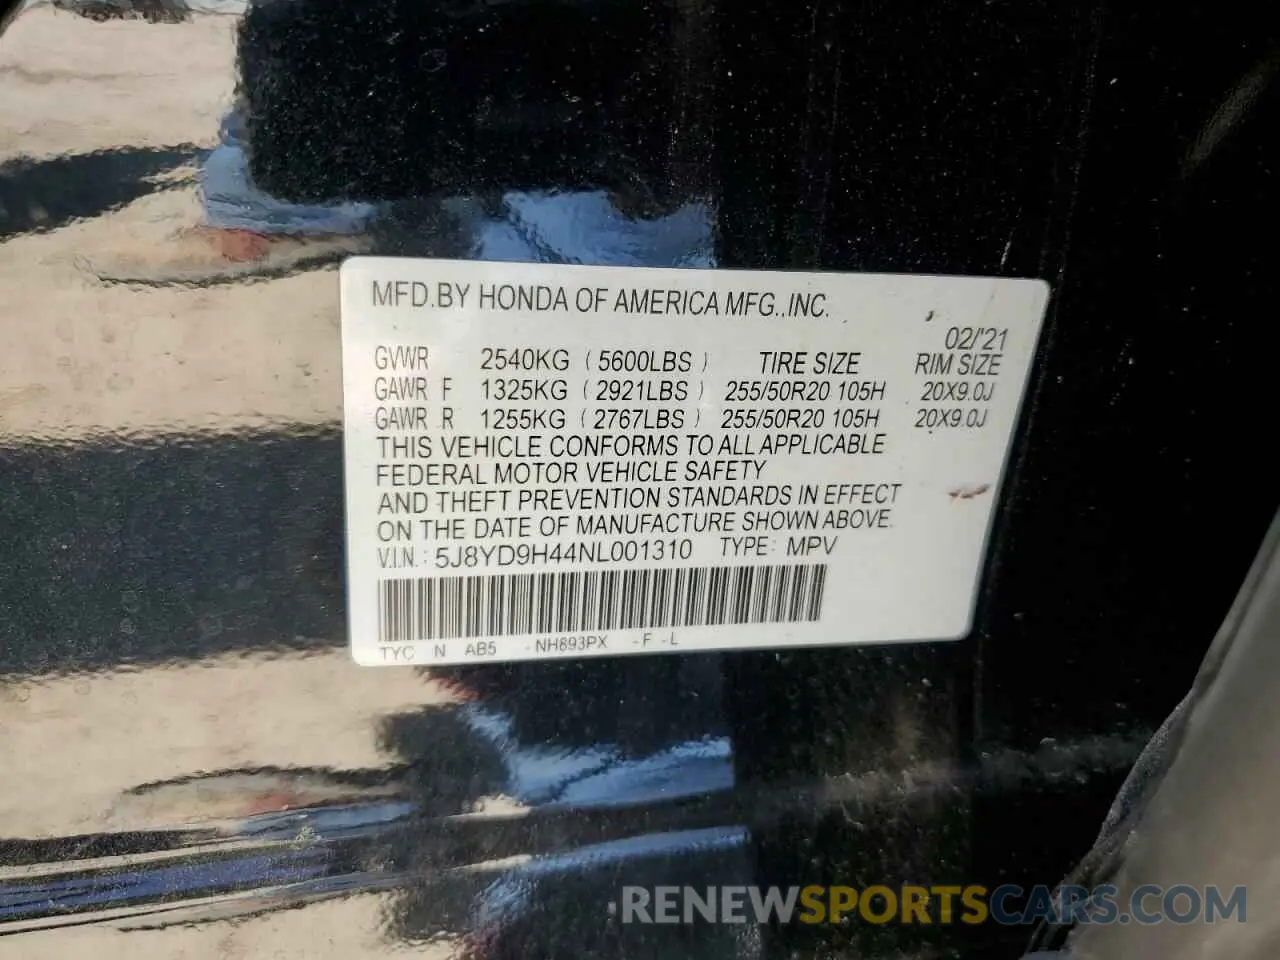 MFD.BY HONDA OF AMERICA MFG.,INC.
02/'21
GVWR 2540KG (5600LBS) TIRE SIZE RIM SIZE
GAWR F 1325KG (2921LBS) 255/50R20 105H 20X9.0J
GAWR R 1255KG (2767LBS) 255/50R20 105H 20X9.0J
THIS VEHICLE CONFORMS TO ALL APPLICABLE
FEDERAL MOTOR VEHICLE SAFETY
AND THEFT PREVENTION STANDARDS IN EFFECT
ON THE DATE OF MANUFACTURE SHOWN ABOVE.
V.I.N.: 5J8YD9H44NL001310 TYPE: MPV
TYC N AB5 -NH893PX -F -L
RENEWSPORTSCARS.COM